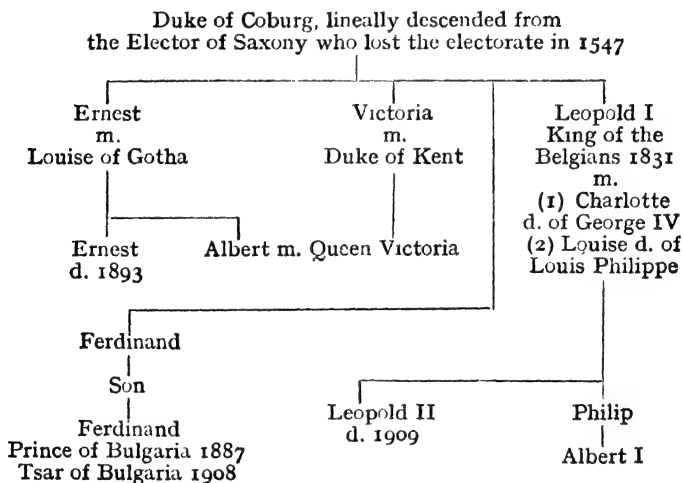 Duke of Coburg, lineally descended from
the Elector of Saxony who lost the electorate in 1547
Ernest
m.
Louise of Gotha
Victoria
m.
Duke of Kent
Leopold I
King of the
Belgians 1831
m.
(1) Charlotte
d. of George IV
(2) Louise d. of
Louis Philippe
Ernest
d. 1893
Albert m. Queen Victoria
Ferdinand
Son
Ferdinand
Prince of Bulgaria 1887
Tsar of Bulgaria 1908
Leopold II
d. 1909
Philip
Albert I